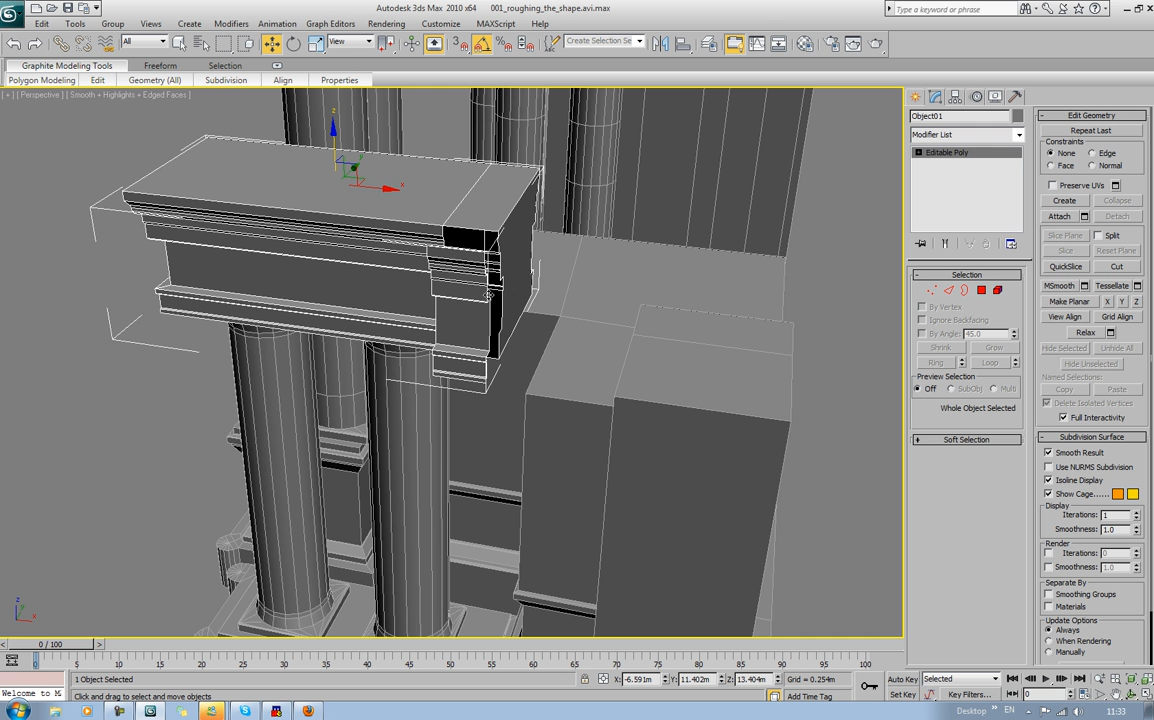 Autodesk 3ds Max 2010 x64 001_roughing_the_shape.avi.max
Type a keyword or phrase
Edit Tools Group Views Create Modifiers Animation Graph Editors Rendering Customize MAXScript Help
All View Create Selection Se
Graphite Modeling Tools Freeform Selection
Polygon Modeling Edit Geometry (All) Subdivision Align Properties
[ + ] [ Perspective ] [ Smooth + Highlights + Edged Faces ]
z
x
Object01
Modifier List
Editable Poly
Selection
By Vertex
Ignore Backfacing
By Angle: 45.0
Shrink Grow
Ring Loop
Preview Selection
Off SubObj Multi
Whole Object Selected
Soft Selection
Edit Geometry
Repeat Last
Constraints
None Edge
Face Normal
Preserve UVs
Create Collapse
Attach Detach
Slice Plane Split
Slice Reset Plane
QuickSlice Cut
MSmooth Tessellate
Make Planar X Y Z
View Align Grid Align
Relax
Hide Selected Unhide All
Hide Unselected
Named Selections:
Copy Paste
Delete Isolated Vertices
Full Interactivity
Subdivision Surface
Smooth Result
Use NURMS Subdivision
Isoline Display
Show Cage......
Display
Iterations: 1
Smoothness: 1.0
Render
Iterations: 0
Smoothness: 1.0
Separate By
Smoothing Groups
Materials
Update Options
Always
When Rendering
Manually
z
x
0 / 100
0 5 10 15 20 25 30 35 40 45 50 55 60 65 70 75 80 85 90 95 100
1 Object Selected X: -6.591m Y: 11.402m Z: 13.404m Grid = 0.254m Auto Key Selected
Welcome to M Click and drag to select and move objects Add Time Tag Set Key Key Filters... 0
Desktop EN 11:33